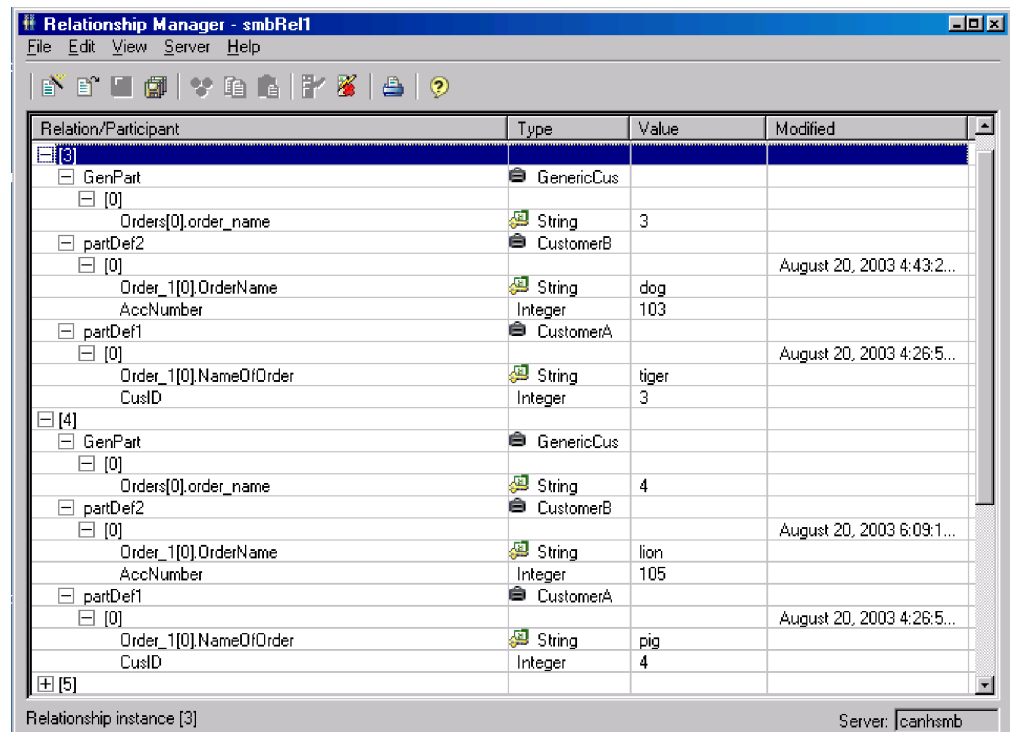 Relationship Manager - smbRel1
File Edit View Server Help
Relation/Participant Type Value Modified
[3]
GenPart GenericCus
[0]
Orders[0].order_name String 3
partDef2 CustomerB
[0] August 20, 2003 4:43:2...
Order_1[0].OrderName String dog
AccNumber Integer 103
partDef1 CustomerA
[0] August 20, 2003 4:26:5...
Order_1[0].NameOfOrder String tiger
CusID Integer 3
[4]
GenPart GenericCus
[0]
Orders[0].order_name String 4
partDef2 CustomerB
[0] August 20, 2003 6:09:1...
Order_1[0].OrderName String lion
AccNumber Integer 105
partDef1 CustomerA
[0] August 20, 2003 4:26:5...
Order_1[0].NameOfOrder String pig
CusID Integer 4
[5]
Relationship instance [3] Server: canhsmb